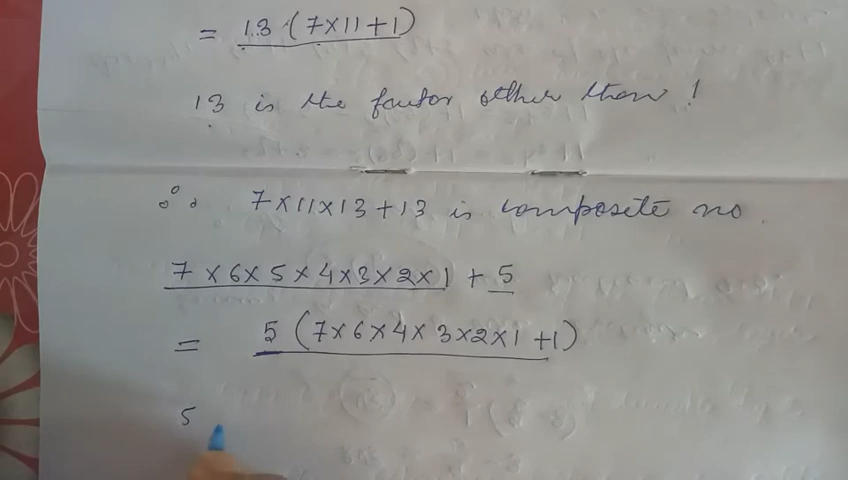 = 13 (7×11+1)
13 is the factor other than 1
∴ 7×11×13+13 is composite no.
7×6×5×4×3×2×1 + 5
= 5 (7×6×4×3×2×1 +1)
5